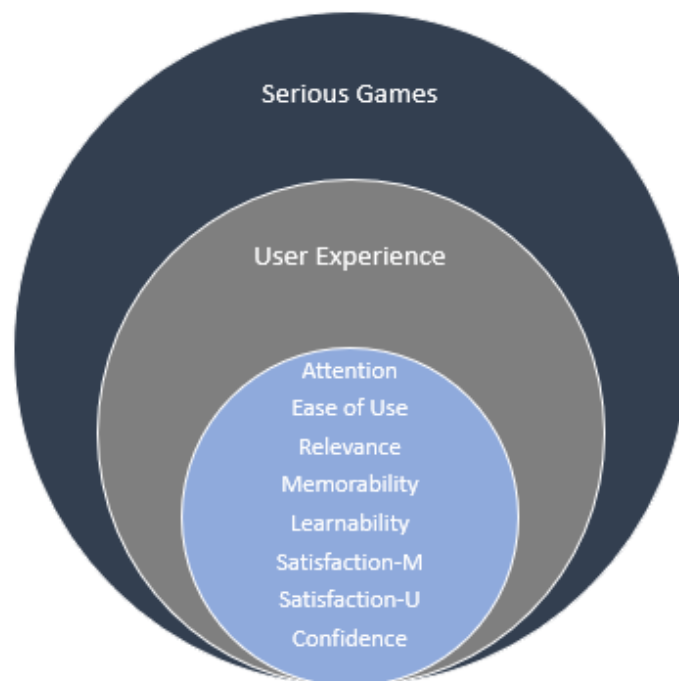 Serious Games
User Experience
Attention
Ease of Use
Relevance
Memorability
Learnability
Satisfaction-M
Satisfaction-U
Confidence